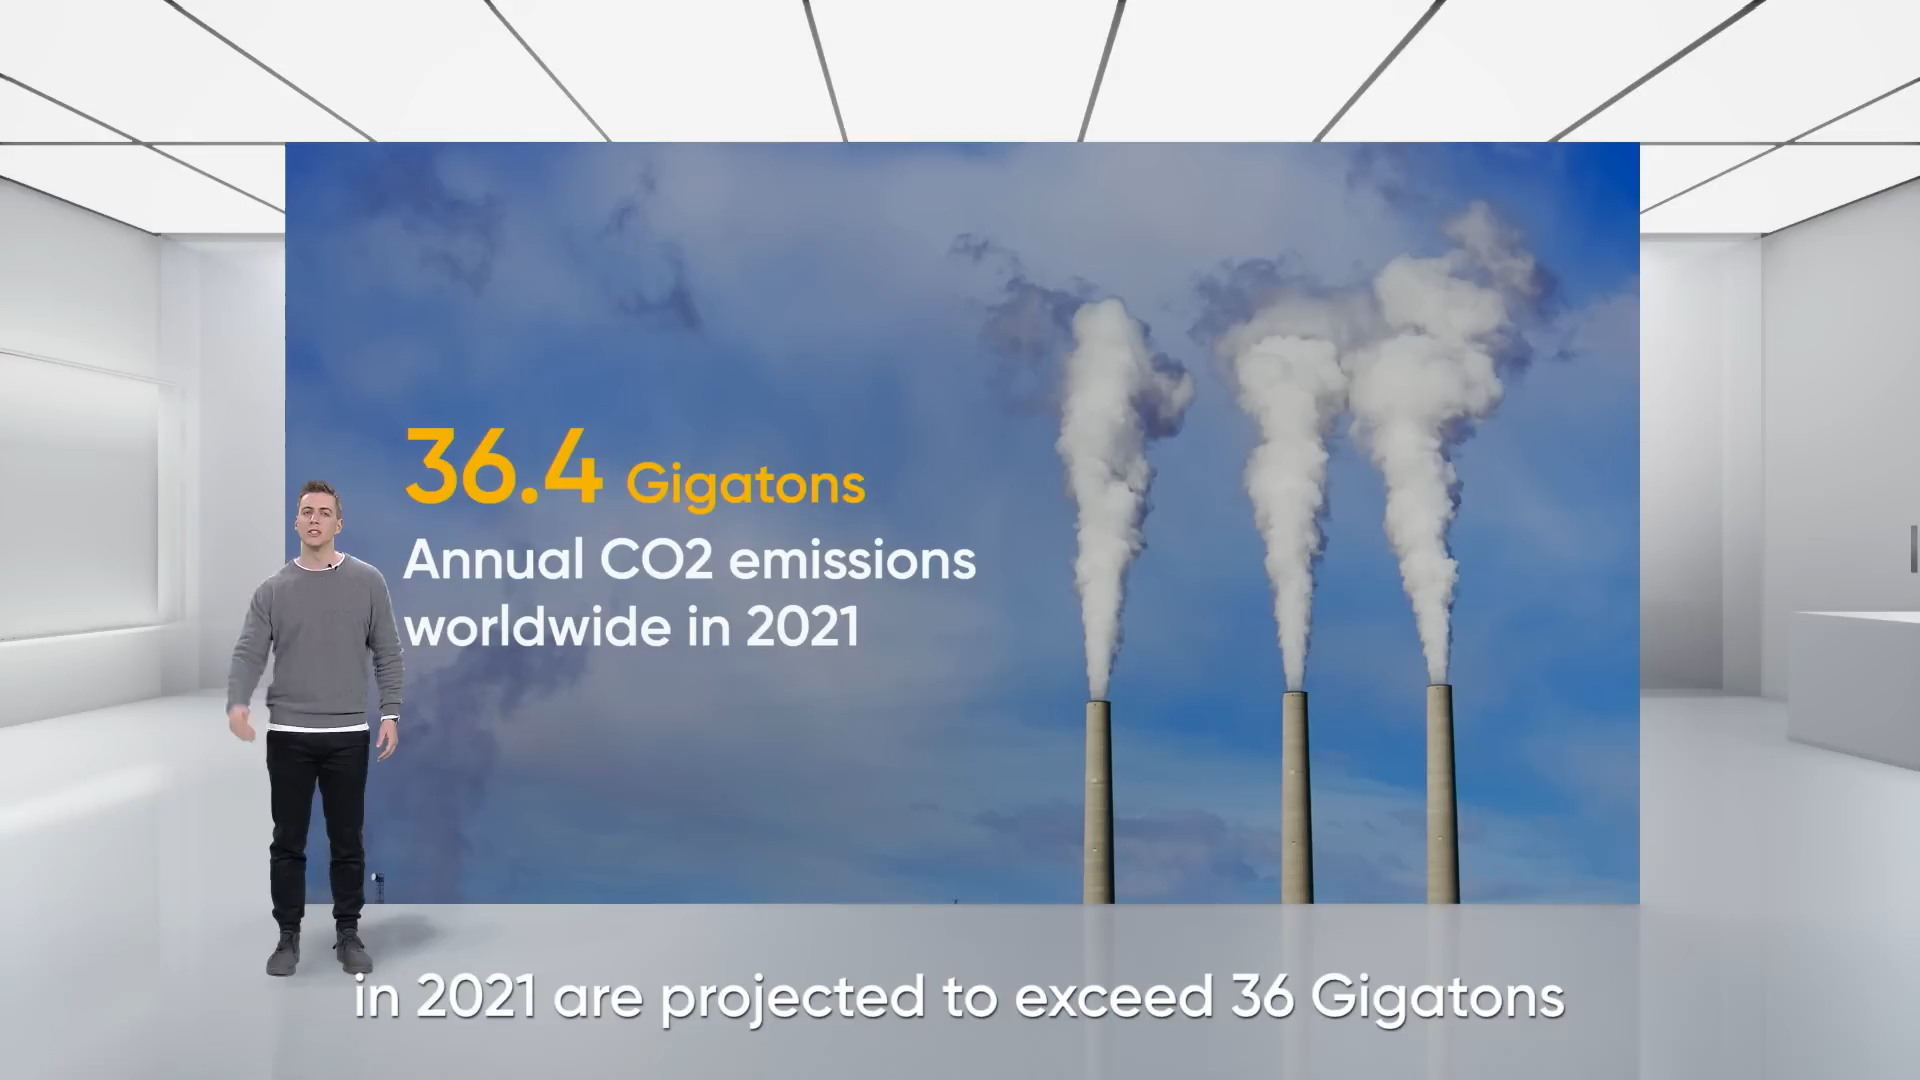 36.4 Gigatons
Annual CO2 emissions
worldwide in 2021
in 2021 are projected to exceed 36 Gigatons